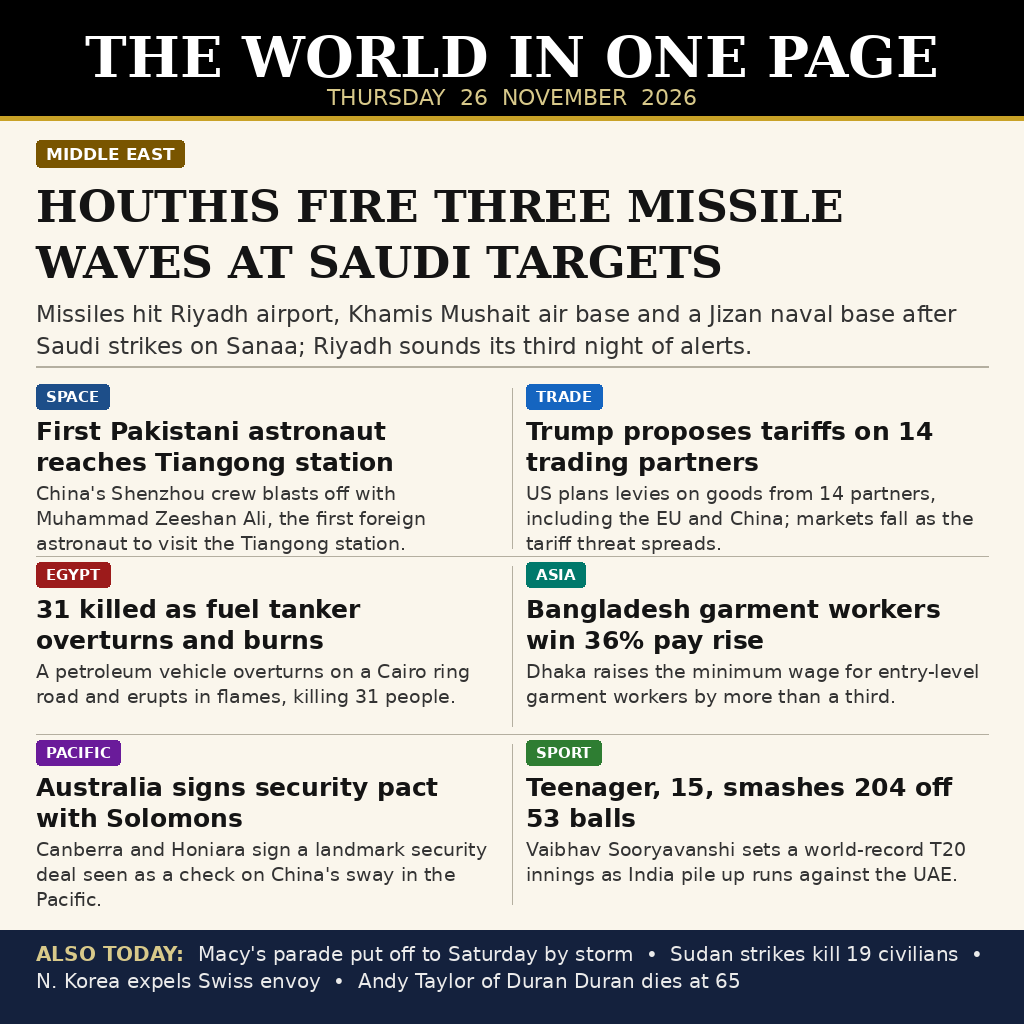 THE WORLD IN ONE PAGE
THURSDAY 26 NOVEMBER 2026
MIDDLE EAST
HOUTHIS FIRE THREE MISSILE
WAVES AT SAUDI TARGETS
Missiles hit Riyadh airport, Khamis Mushait air base and a Jizan naval base after
Saudi strikes on Sanaa; Riyadh sounds its third night of alerts.
SPACE
First Pakistani astronaut
reaches Tiangong station
China's Shenzhou crew blasts off with
Muhammad Zeeshan Ali, the first foreign
astronaut to visit the Tiangong station.
TRADE
Trump proposes tariffs on 14
trading partners
US plans levies on goods from 14 partners,
including the EU and China; markets fall as the
tariff threat spreads.
EGYPT
31 killed as fuel tanker
overturns and burns
A petroleum vehicle overturns on a Cairo ring
road and erupts in flames, killing 31 people.
ASIA
Bangladesh garment workers
win 36% pay rise
Dhaka raises the minimum wage for entry-level
garment workers by more than a third.
PACIFIC
Australia signs security pact
with Solomons
Canberra and Honiara sign a landmark security
deal seen as a check on China's sway in the
Pacific.
SPORT
Teenager, 15, smashes 204 off
53 balls
Vaibhav Sooryavanshi sets a world-record T20
innings as India pile up runs against the UAE.
ALSO TODAY: Macy's parade put off to Saturday by storm • Sudan strikes kill 19 civilians •
N. Korea expels Swiss envoy • Andy Taylor of Duran Duran dies at 65